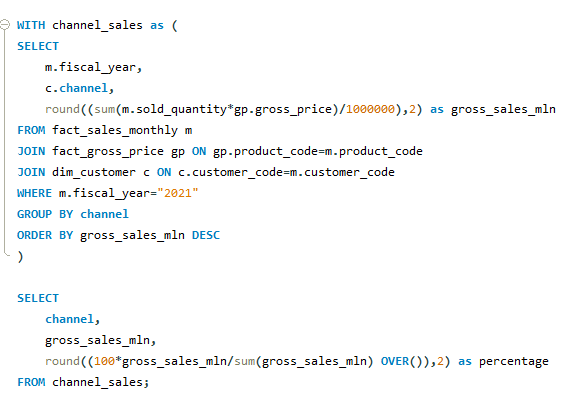 WITH channel_sales as (
SELECT
    m.fiscal_year,
    c.channel,
    round((sum(m.sold_quantity*gp.gross_price)/1000000),2) as gross_sales_mln
FROM fact_sales_monthly m
JOIN fact_gross_price gp ON gp.product_code=m.product_code
JOIN dim_customer c ON c.customer_code=m.customer_code
WHERE m.fiscal_year="2021"
GROUP BY channel
ORDER BY gross_sales_mln DESC
)
SELECT
    channel,
    gross_sales_mln,
    round((100*gross_sales_mln/sum(gross_sales_mln) OVER()),2) as percentage
FROM channel_sales;